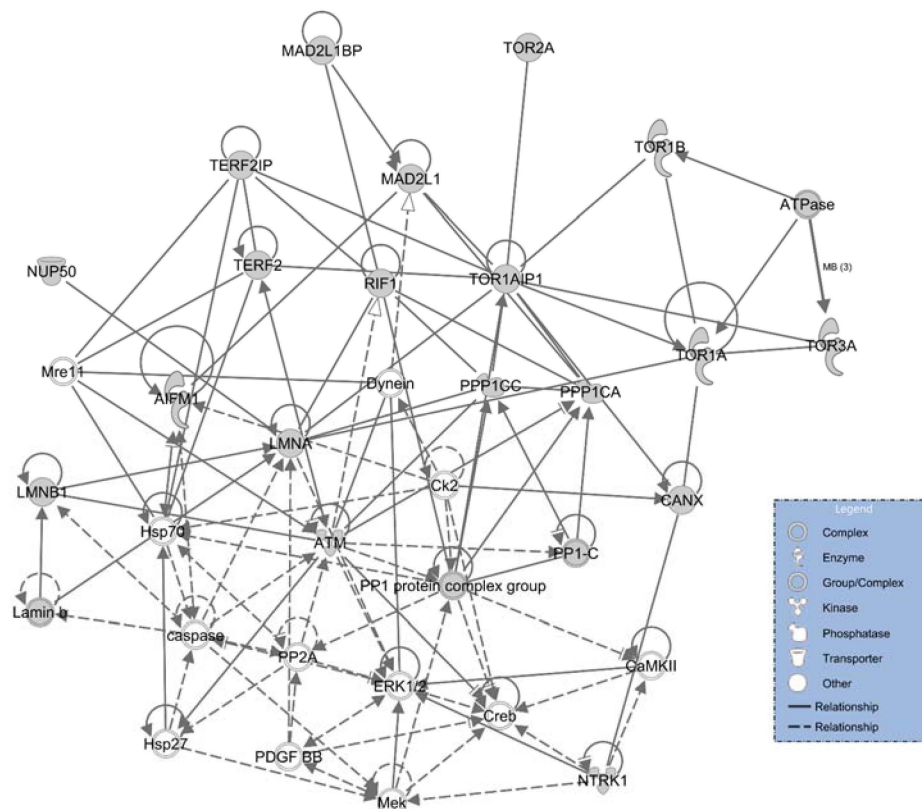 MAD2L1BP
TOR2A
TOR1B
TERF2IP
MAD2L1
ATPase
NUP50
TERF2
RIF1
TOR1AIP1
MB (3)
TOR1A
TOR3A
Mre11
Dynein
AIFM1
PPP1CC
PPP1CA
LMNA
LMNB1
Ck2
CANX
Hsp70
ATM
PP1-C
Lamin b
PP1 protein complex group
caspase
PP2A
ERK1/2
CaMKII
Creb
Hsp27
PDGF BB
NTRK1
Mek
Legend
Complex
Enzyme
Group/Complex
Kinase
Phosphatase
Transporter
Other
Relationship
Relationship